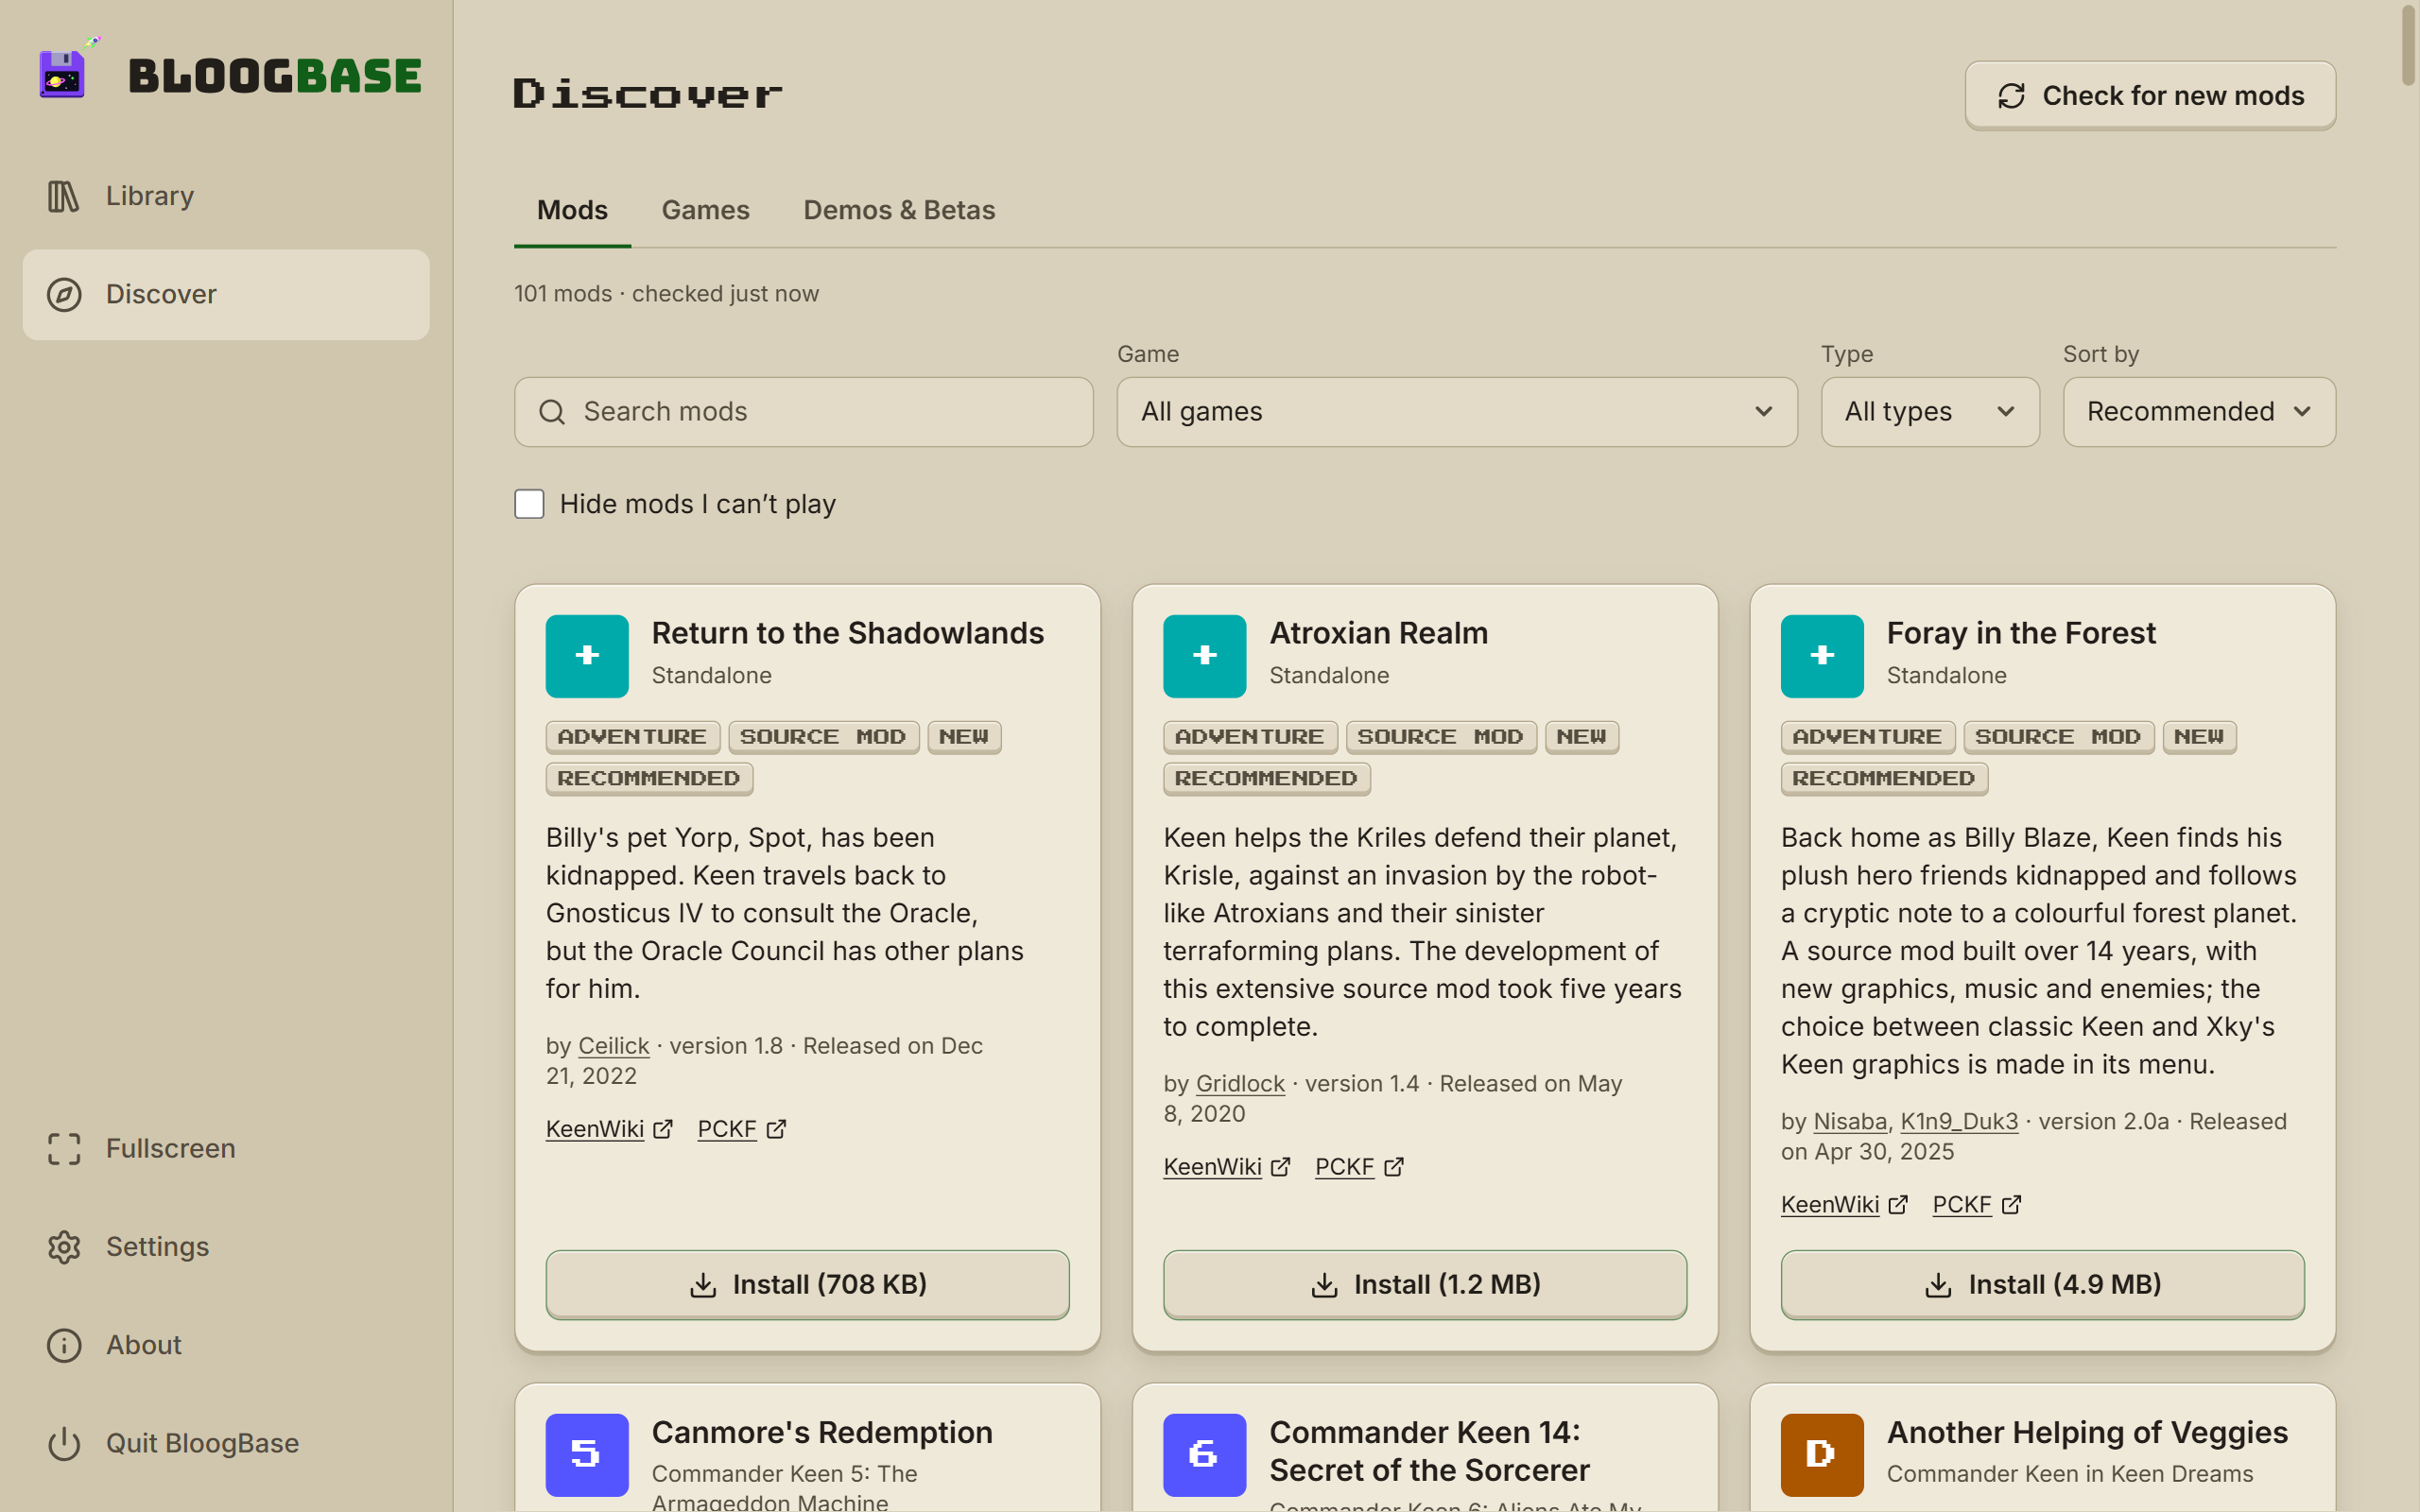 BLOOGBASE
Library
Discover
Fullscreen
Settings
About
Quit BloogBase
Discover
Check for new mods
Mods
Games
Demos & Betas
101 mods · checked just now
Game
Type
Sort by
Search mods
All games
All types
Recommended
Hide mods I can’t play
+
Return to the Shadowlands
Standalone
ADVENTURE SOURCE MOD NEW
RECOMMENDED
Billy's pet Yorp, Spot, has been
kidnapped. Keen travels back to
Gnosticus IV to consult the Oracle,
but the Oracle Council has other plans
for him.
by Ceilick · version 1.8 · Released on Dec
21, 2022
KeenWiki PCKF
Install (708 KB)
+
Atroxian Realm
Standalone
ADVENTURE SOURCE MOD NEW
RECOMMENDED
Keen helps the Kriles defend their planet,
Krisle, against an invasion by the robot-
like Atroxians and their sinister
terraforming plans. The development of
this extensive source mod took five years
to complete.
by Gridlock · version 1.4 · Released on May
8, 2020
KeenWiki PCKF
Install (1.2 MB)
+
Foray in the Forest
Standalone
ADVENTURE SOURCE MOD NEW
RECOMMENDED
Back home as Billy Blaze, Keen finds his
plush hero friends kidnapped and follows
a cryptic note to a colourful forest planet.
A source mod built over 14 years, with
new graphics, music and enemies; the
choice between classic Keen and Xky's
Keen graphics is made in its menu.
by Nisaba, K1n9_Duk3 · version 2.0a · Released
on Apr 30, 2025
KeenWiki PCKF
Install (4.9 MB)
5
Canmore's Redemption
Commander Keen 5: The
Armageddon Machine
6
Commander Keen 14:
Secret of the Sorcerer
Commander Keen 6: Aliens Ate My
D
Another Helping of Veggies
Commander Keen in Keen Dreams